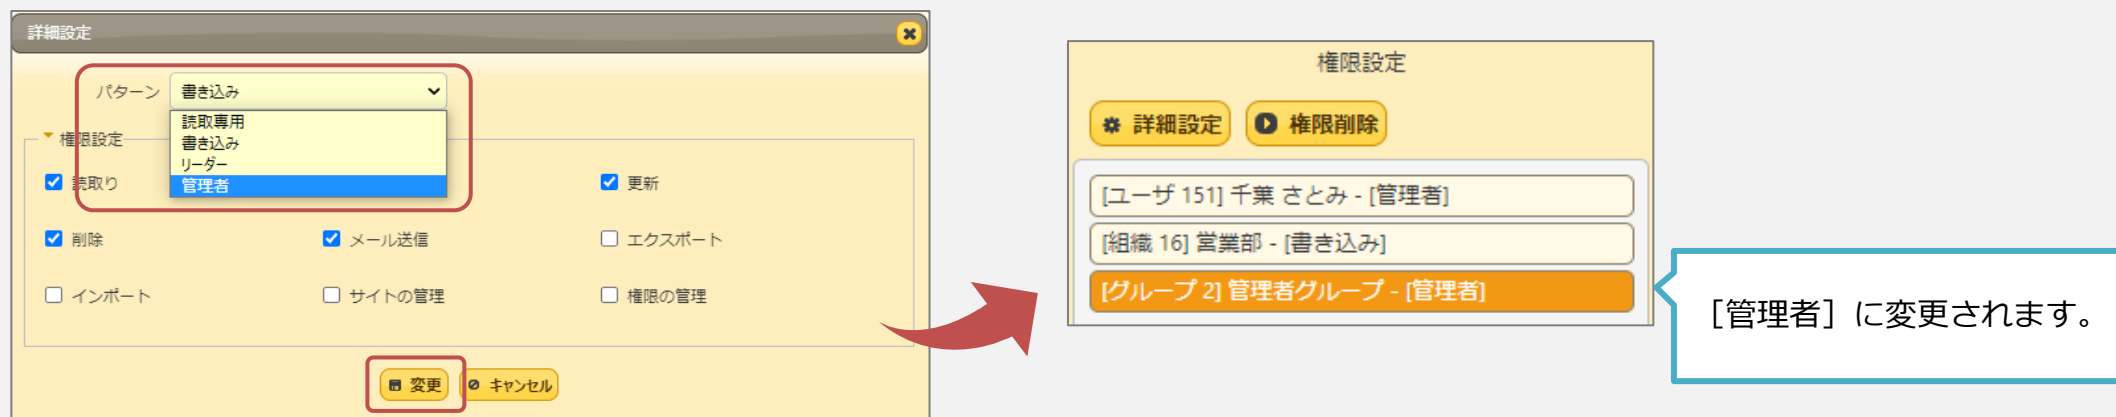 詳細設定
パターン 書き込み
読取専用
書き込み
リーダー
管理者
権限設定
読取り
更新
削除
メール送信
エクスポート
インポート
サイトの管理
権限の管理
変更
キャンセル
権限設定
詳細設定
権限削除
[ユーザ 151] 千葉 さとみ - [管理者]
[組織 16] 営業部 - [書き込み]
[グループ 2] 管理者グループ - [管理者]
［管理者］に変更されます。